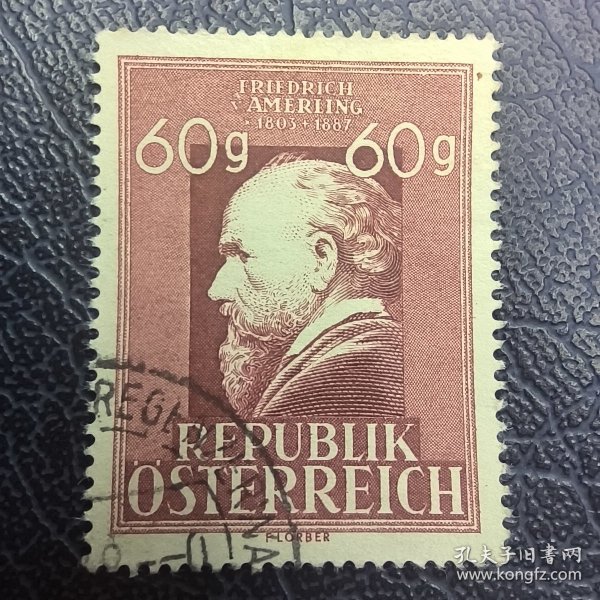 FRIEDRICH
v. AMERLING
· 1803 + 1887
60g 60g
REPUBLIK
ÖSTERREICH
F LORBER
孔夫子旧书网
www.kongfz.com